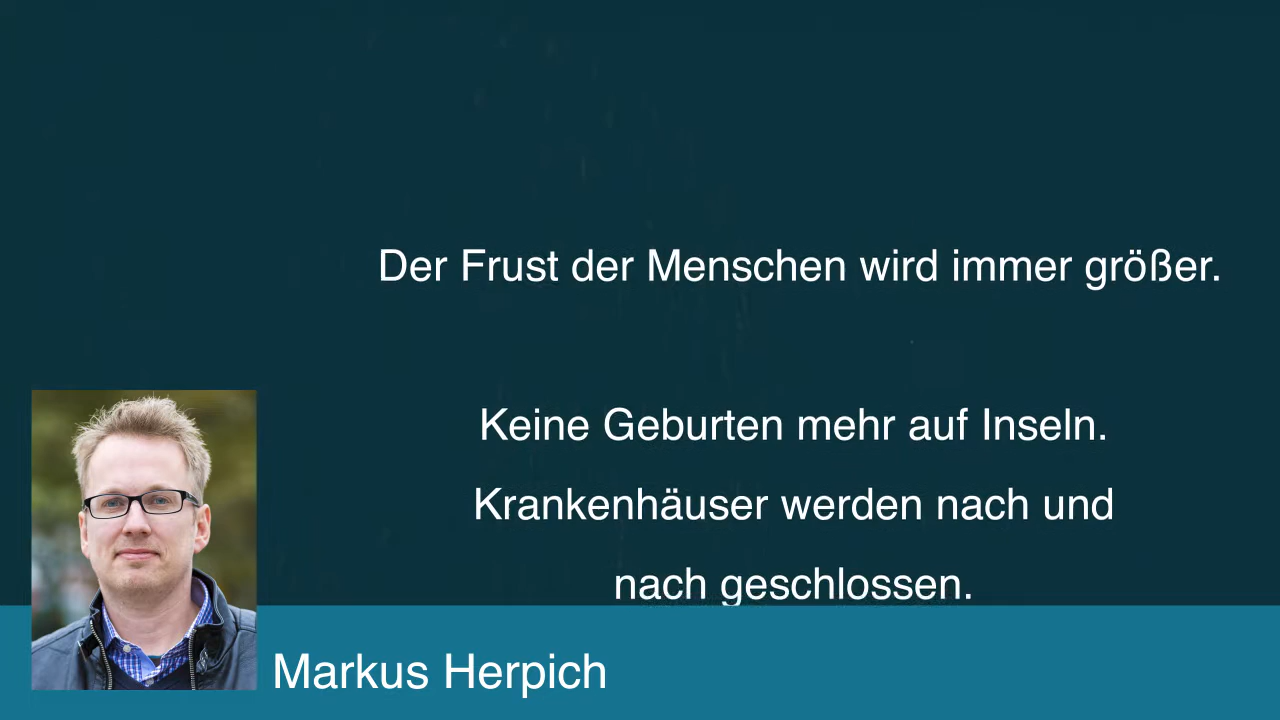 Der Frust der Menschen wird immer größer.
Keine Geburten mehr auf Inseln.
Krankenhäuser werden nach und
nach geschlossen.
Markus Herpich